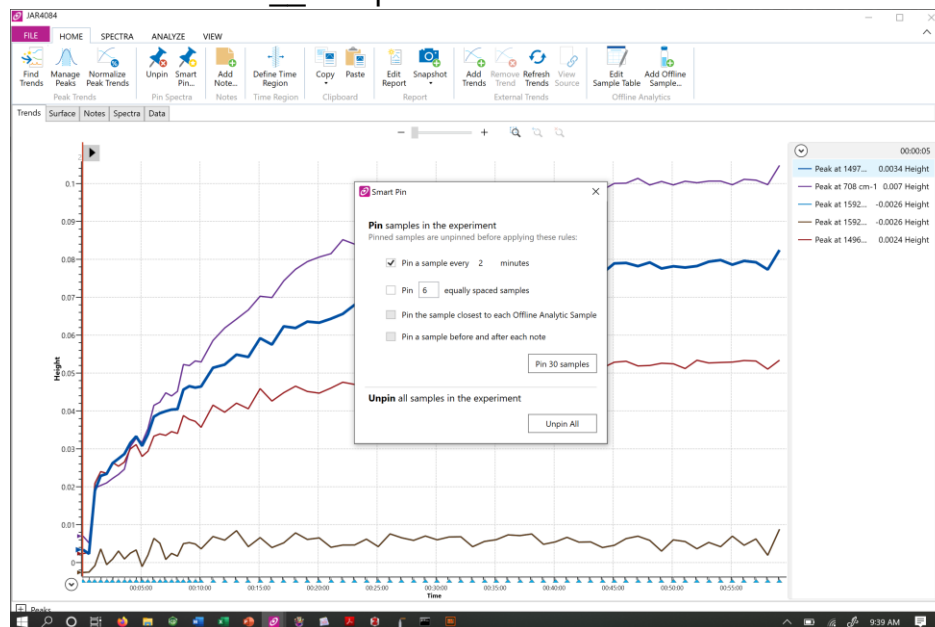 JAR4084
FILE HOME SPECTRA ANALYZE VIEW
Find Trends Manage Peaks Normalize Peak Trends Unpin Smart Pin... Add Note... Define Time Region Copy Paste Edit Report Snapshot Add Trends Remove Trend Refresh Trends View Source Edit Sample Table Add Offline Sample...
Peak Trends Pin Spectra Notes Time Region Clipboard Report External Trends Offline Analytics
Trends Surface Notes Spectra Data
00:00:05
Peak at 1497... 0.0034 Height
Peak at 708 cm-1 0.007 Height
Peak at 1592... -0.0026 Height
Peak at 1592... -0.0026 Height
Peak at 1496... 0.0024 Height
Height
0.1
0.09
0.08
0.07
0.06
0.05
0.04
0.03
0.02
0.01
0
Smart Pin
Pin samples in the experiment
Pinned samples are unpinned before applying these rules:
Pin a sample every 2 minutes
Pin 6 equally spaced samples
Pin the sample closest to each Offline Analytic Sample
Pin a sample before and after each note
Pin 30 samples
Unpin all samples in the experiment
Unpin All
00:05:00 00:10:00 00:15:00 00:20:00 00:25:00 00:30:00 00:35:00 00:40:00 00:45:00 00:50:00 00:55:00
Time
Peaks
9:39 AM